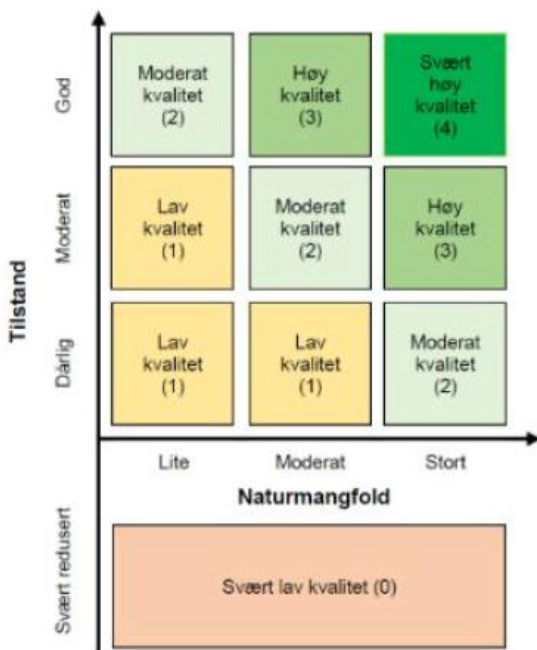 God
Moderat
kvalitet
(2)
Høy
kvalitet
(3)
Svært
høy
kvalitet
(4)
Tilstand
Moderat
Lav
kvalitet
(1)
Moderat
kvalitet
(2)
Høy
kvalitet
(3)
Dårlig
Lav
kvalitet
(1)
Lav
kvalitet
(1)
Moderat
kvalitet
(2)
Lite
Moderat
Stort
Naturmangfold
Svært redusert
Svært lav kvalitet (0)